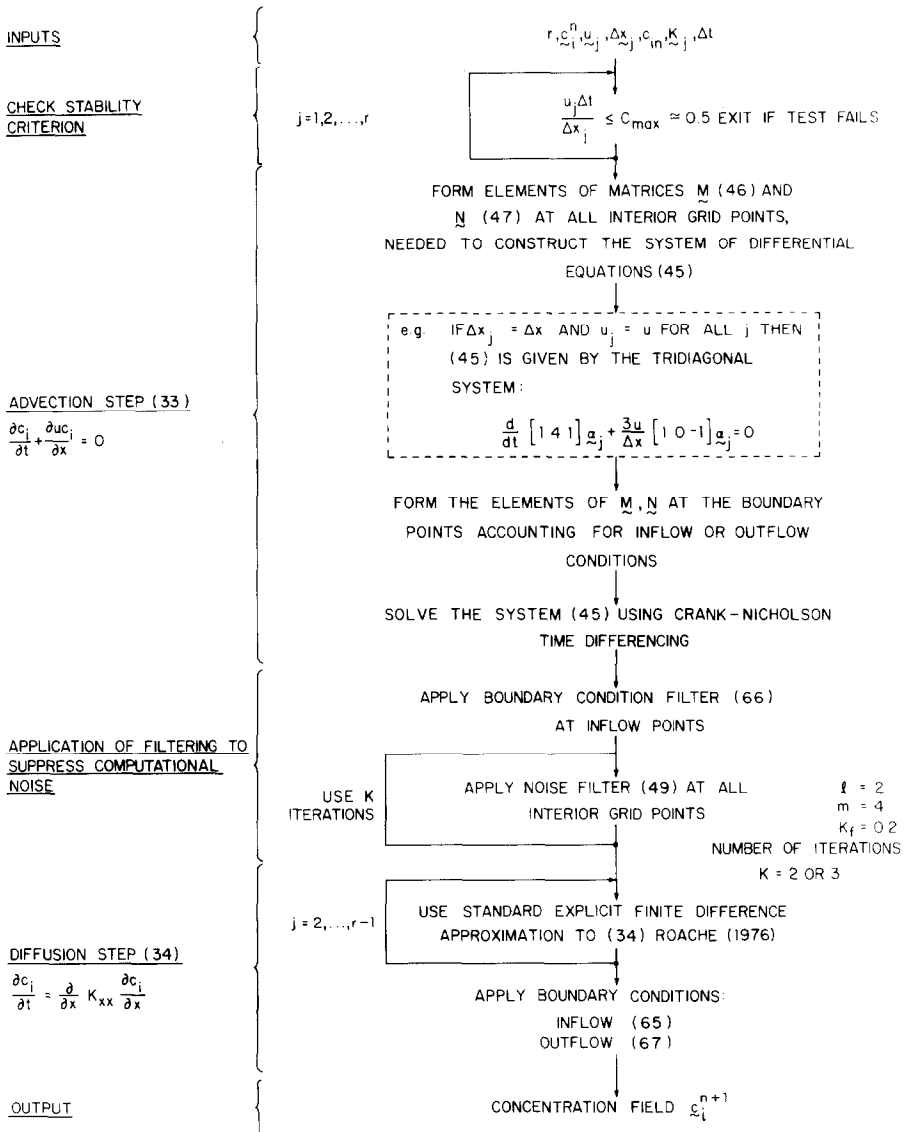 INPUTS
r, c_i^n, u_j, Δx_j, c_in, K_j, Δt
CHECK STABILITY
CRITERION
j=1,2,...,r
u_jΔt / Δx_j ≤ C_max ≃ 0.5 EXIT IF TEST FAILS
FORM ELEMENTS OF MATRICES M (46) AND
N (47) AT ALL INTERIOR GRID POINTS,
NEEDED TO CONSTRUCT THE SYSTEM OF DIFFERENTIAL
EQUATIONS (45)
e.g. IF Δx_j = Δx AND u_j = u FOR ALL j THEN
(45) IS GIVEN BY THE TRIDIAGONAL
SYSTEM:
d/dt [1 4 1] α_j + 3u/Δx [1 0 -1] α_j = 0
ADVECTION STEP (33)
∂c_i/∂t + ∂uc_i/∂x = 0
FORM THE ELEMENTS OF M, N AT THE BOUNDARY
POINTS ACCOUNTING FOR INFLOW OR OUTFLOW
CONDITIONS
SOLVE THE SYSTEM (45) USING CRANK-NICHOLSON
TIME DIFFERENCING
APPLY BOUNDARY CONDITION FILTER (66)
AT INFLOW POINTS
APPLICATION OF FILTERING TO
SUPPRESS COMPUTATIONAL
NOISE
USE K
ITERATIONS
APPLY NOISE FILTER (49) AT ALL
INTERIOR GRID POINTS
ℓ = 2
m = 4
K_f = 0.2
NUMBER OF ITERATIONS
K = 2 OR 3
j = 2,...,r-1
USE STANDARD EXPLICIT FINITE DIFFERENCE
APPROXIMATION TO (34) ROACHE (1976)
DIFFUSION STEP (34)
∂c_i/∂t = ∂/∂x K_xx ∂c_i/∂x
APPLY BOUNDARY CONDITIONS:
INFLOW (65)
OUTFLOW (67)
OUTPUT
CONCENTRATION FIELD c_i^{n+1}